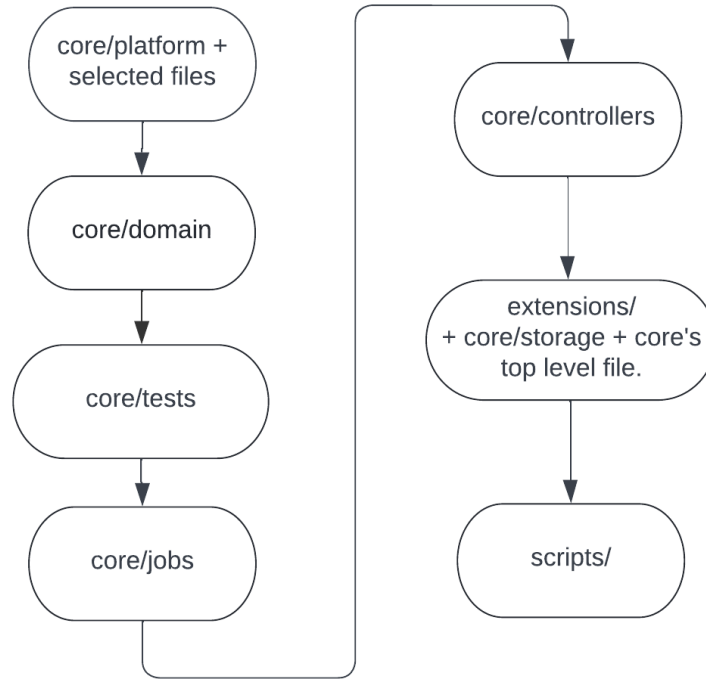 core/platform +
selected files
core/domain
core/tests
core/jobs
core/controllers
extensions/
+ core/storage + core's
top level file.
scripts/